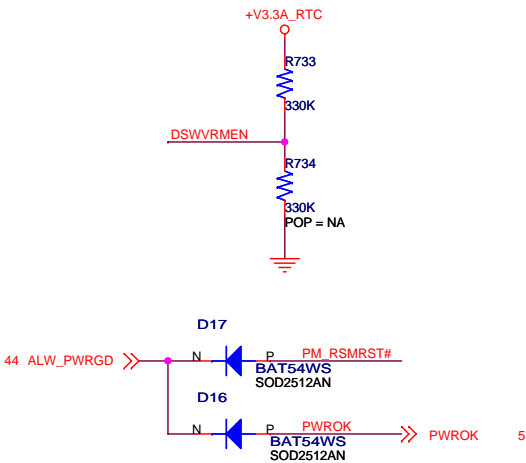 +V3.3A_RTC
R733
330K
DSWVRMEN
R734
330K
POP = NA
D17
44 ALW_PWRGD
N
P
PM_RSMRST#
BAT54WS
SOD2512AN
D16
N
P
PWROK
PWROK 5
BAT54WS
SOD2512AN